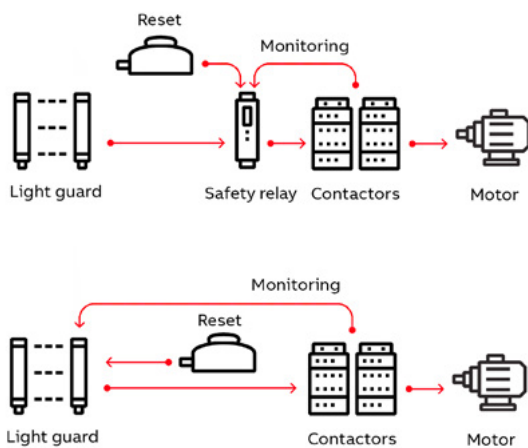 Reset
Monitoring
Light guard
Safety relay
Contactors
Motor
Monitoring
Reset
Light guard
Contactors
Motor